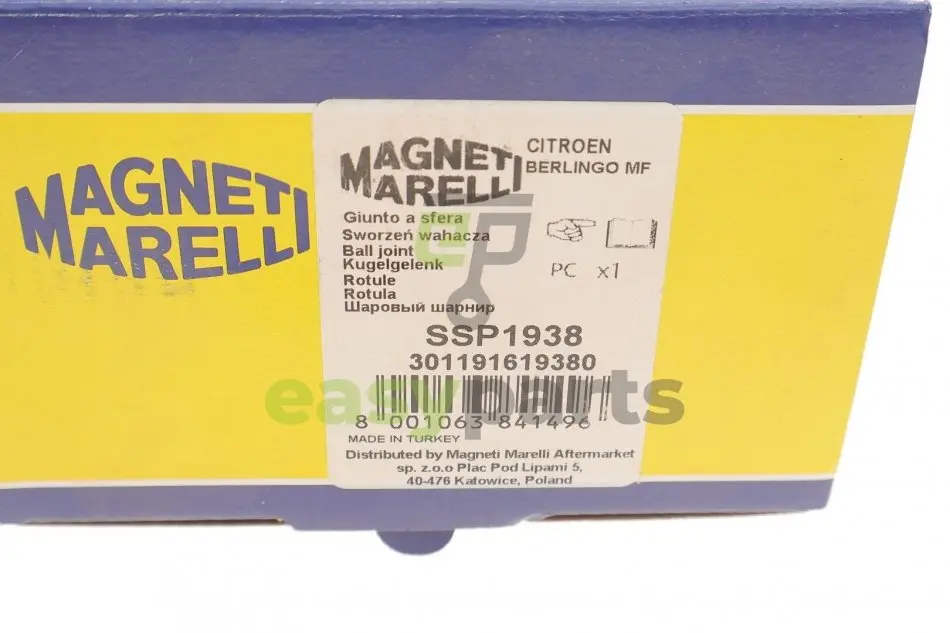 MAGNETI
MARELLI
MAGNETI
MARELLI
CITROEN
BERLINGO MF
Giunto a sfera
Sworzeń wahacza
Ball joint
Kugelgelenk
Rotule
Rotula
Шаровый шарнир
PC x1
SSP1938
301191619380
8 001063 841496
easyparts
MADE IN TURKEY
Distributed by Magneti Marelli Aftermarket
sp. z.o.o Plac Pod Lipami 5,
40-476 Katowice, Poland